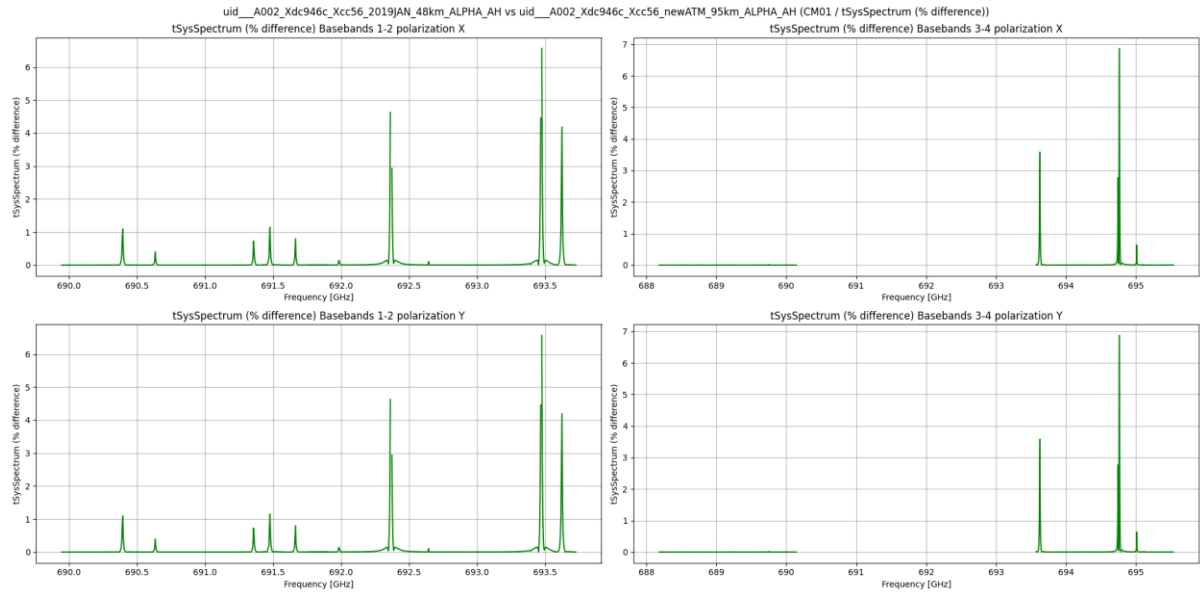 uid___A002_Xdc946c_Xcc56_2019JAN_48km_ALPHA_AH vs uid___A002_Xdc946c_Xcc56_newATM_95km_ALPHA_AH (CM01 / tSysSpectrum (% difference))
tSysSpectrum (% difference) Basebands 1-2 polarization X
tSysSpectrum (% difference)
6
5
4
3
2
1
0
690.0 690.5 691.0 691.5 692.0 692.5 693.0 693.5
Frequency [GHz]
tSysSpectrum (% difference) Basebands 3-4 polarization X
tSysSpectrum (% difference)
7
6
5
4
3
2
1
0
688 689 690 691 692 693 694 695
Frequency [GHz]
tSysSpectrum (% difference) Basebands 1-2 polarization Y
tSysSpectrum (% difference)
6
5
4
3
2
1
0
690.0 690.5 691.0 691.5 692.0 692.5 693.0 693.5
Frequency [GHz]
tSysSpectrum (% difference) Basebands 3-4 polarization Y
tSysSpectrum (% difference)
7
6
5
4
3
2
1
0
688 689 690 691 692 693 694 695
Frequency [GHz]